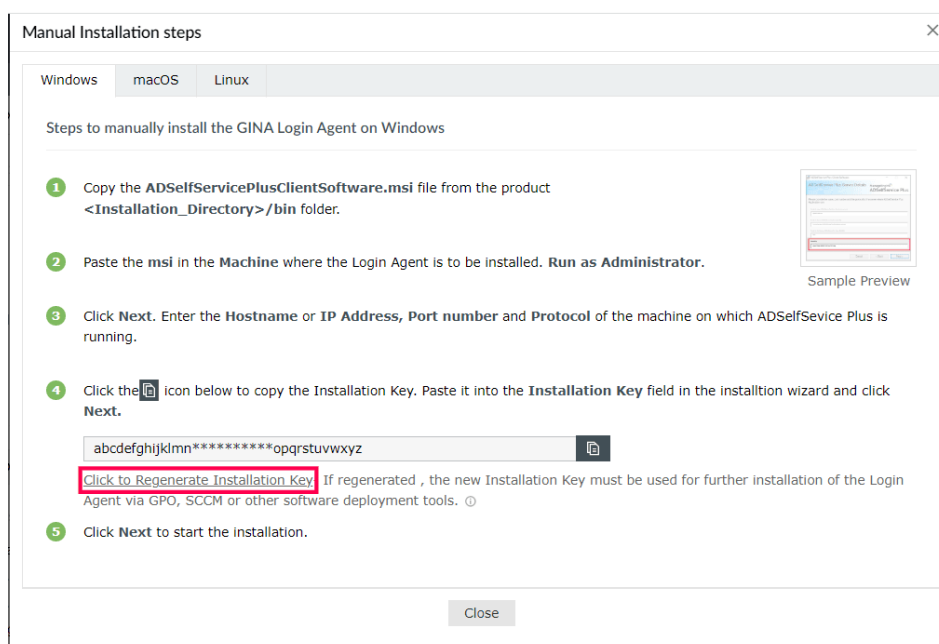 Manual Installation steps
Windows
macOS
Linux
Steps to manually install the GINA Login Agent on Windows
1
Copy the ADSelfServicePlusClientSoftware.msi file from the product
<Installation_Directory>/bin folder.
2
Paste the msi in the Machine where the Login Agent is to be installed. Run as Administrator.
Sample Preview
3
Click Next. Enter the Hostname or IP Address, Port number and Protocol of the machine on which ADSelfSevice Plus is
running.
4
Click the icon below to copy the Installation Key. Paste it into the Installation Key field in the installtion wizard and click
Next.
abcdefghijklmn**********opqrstuvwxyz
Click to Regenerate Installation Key If regenerated , the new Installation Key must be used for further installation of the Login
Agent via GPO, SCCM or other software deployment tools.
5
Click Next to start the installation.
Close